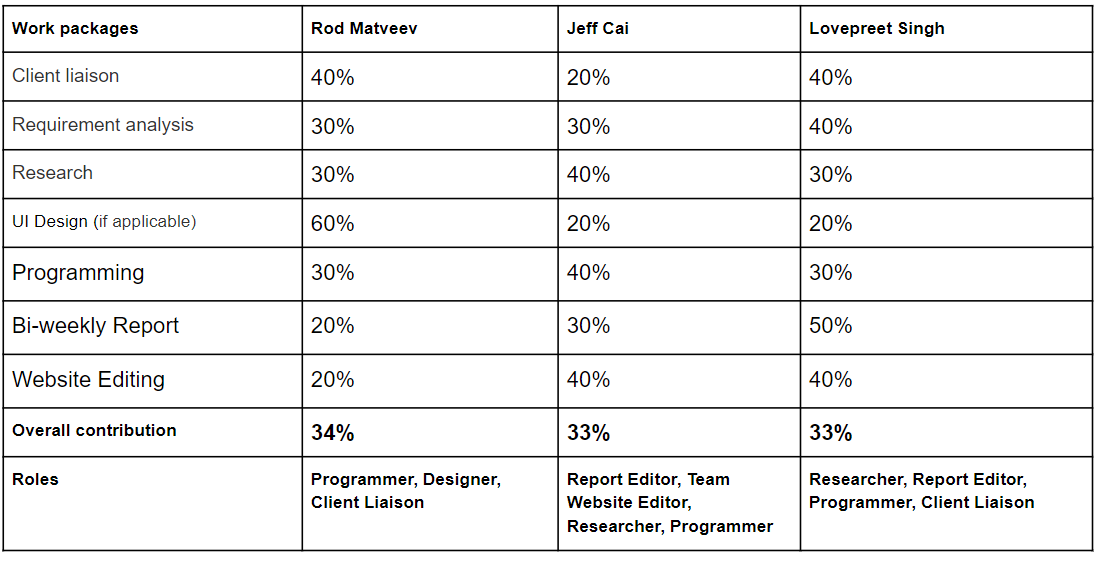 Work packages Rod Matveev Jeff Cai Lovepreet Singh
Client liaison 40% 20% 40%
Requirement analysis 30% 30% 40%
Research 30% 40% 30%
UI Design (if applicable) 60% 20% 20%
Programming 30% 40% 30%
Bi-weekly Report 20% 30% 50%
Website Editing 20% 40% 40%
Overall contribution 34% 33% 33%
Roles
Programmer, Designer,
Client Liaison
Report Editor, Team
Website Editor,
Researcher, Programmer
Researcher, Report Editor,
Programmer, Client Liaison